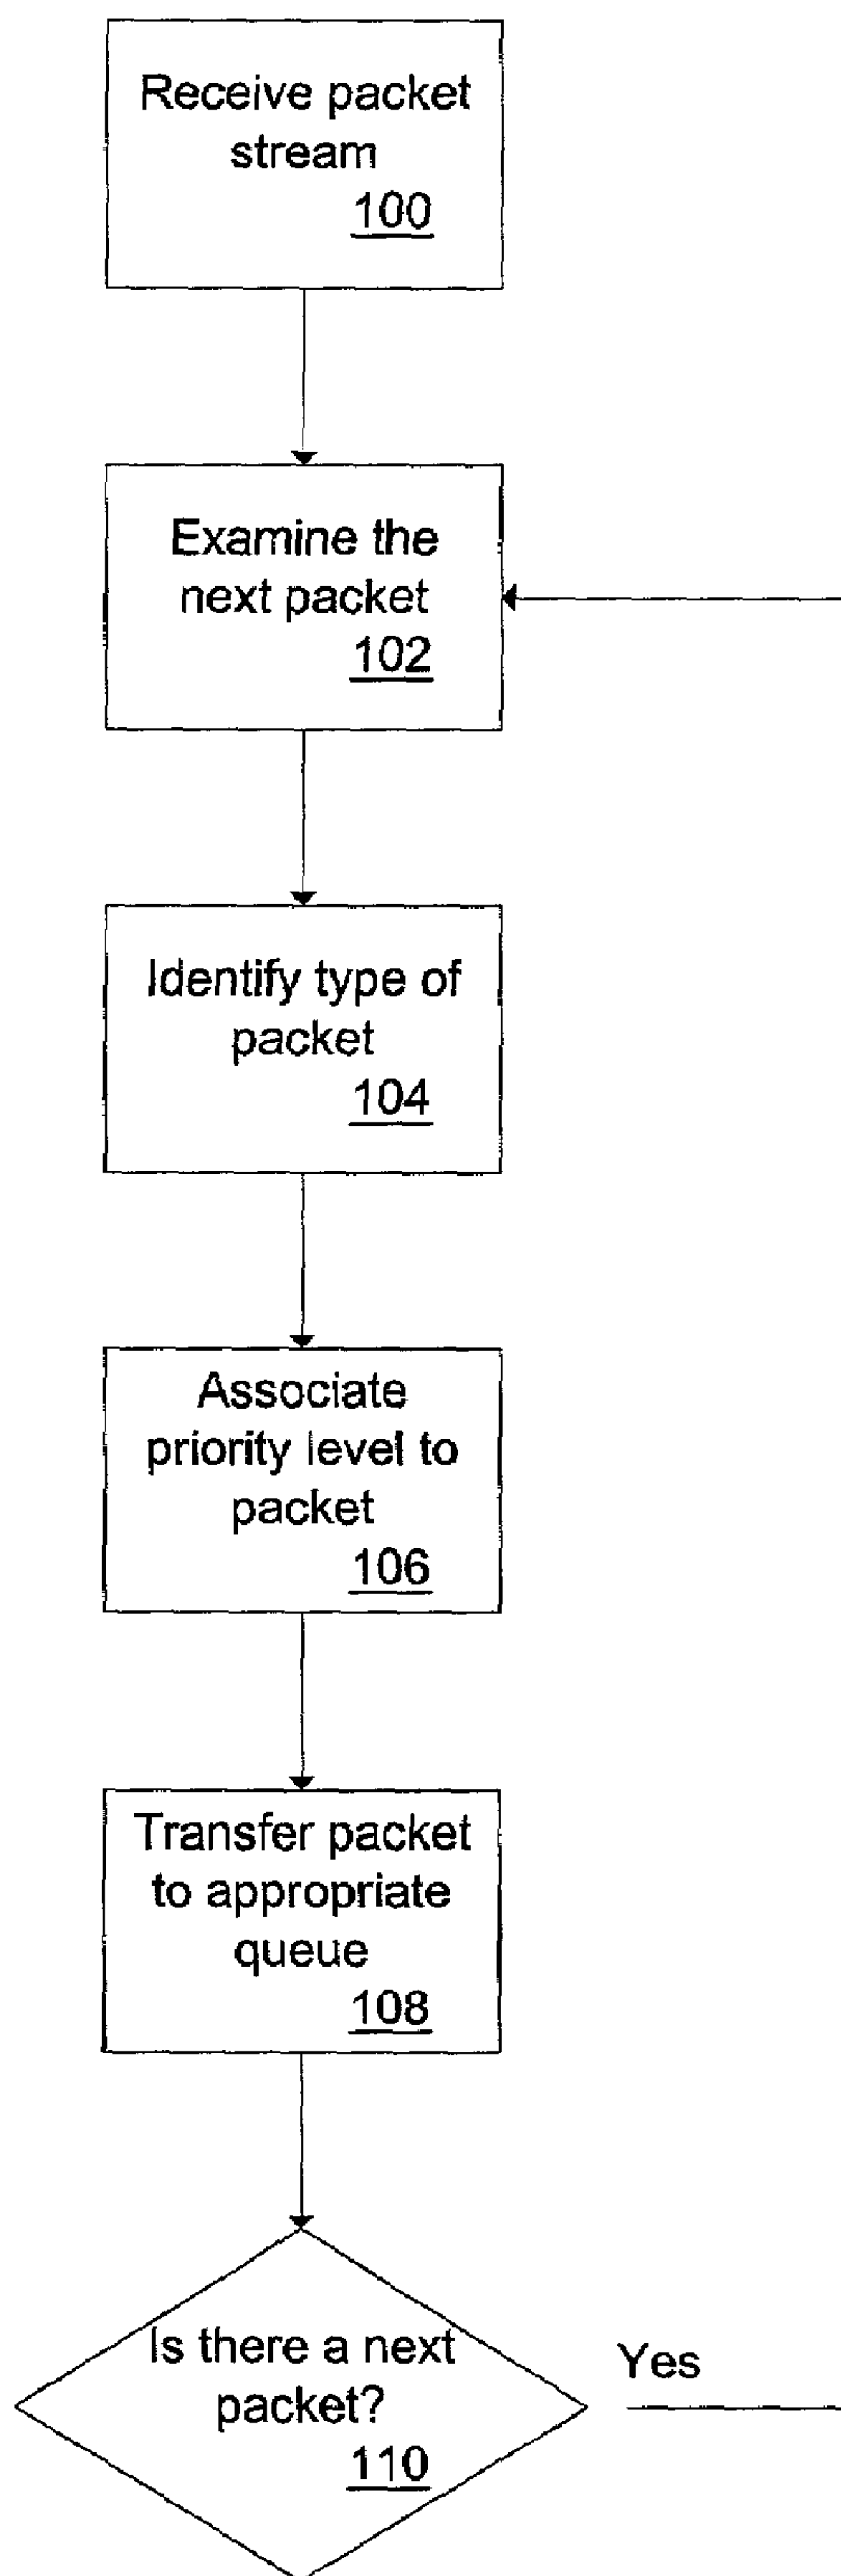 Receive packet
stream
100
Examine the
next packet
102
Identify type of
packet
104
Associate
priority level to
packet
106
Transfer packet
to appropriate
queue
108
Is there a next
packet?
110
Yes